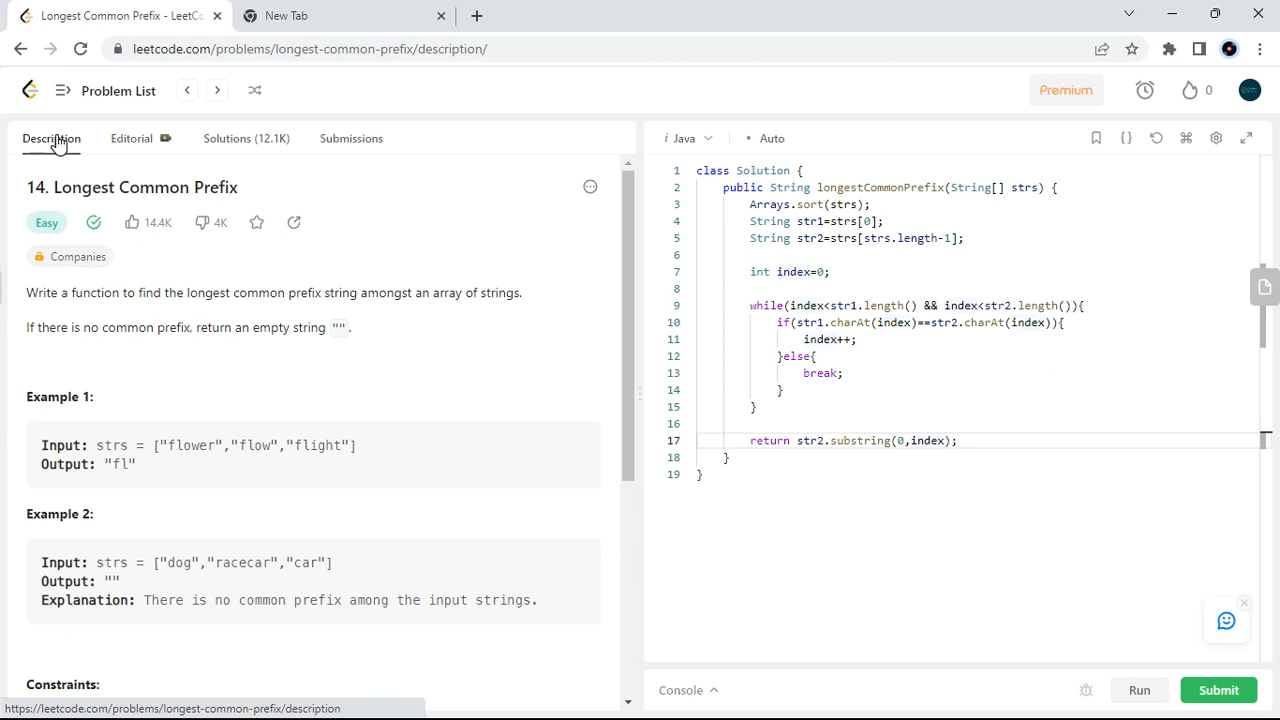 Longest Common Prefix - LeetCo
New Tab
leetcode.com/problems/longest-common-prefix/description/
Problem List
Premium
0
Description
Editorial
Solutions (12.1K)
Submissions
i Java
• Auto
14. Longest Common Prefix
Easy
14.4K
4K
Companies
Write a function to find the longest common prefix string amongst an array of strings.
If there is no common prefix, return an empty string "".
Example 1:
Input: strs = ["flower","flow","flight"]
Output: "fl"
Example 2:
Input: strs = ["dog","racecar","car"]
Output: ""
Explanation: There is no common prefix among the input strings.
Constraints:
https://leetcode.com/problems/longest-common-prefix/description
1 class Solution {
2 public String longestCommonPrefix(String[] strs) {
3 Arrays.sort(strs);
4 String str1=strs[0];
5 String str2=strs[strs.length-1];
6
7 int index=0;
8
9 while(index<str1.length() && index<str2.length()){
10 if(str1.charAt(index)==str2.charAt(index)){
11 index++;
12 }else{
13 break;
14 }
15 }
16
17 return str2.substring(0,index);
18 }
19 }
Console
Run
Submit